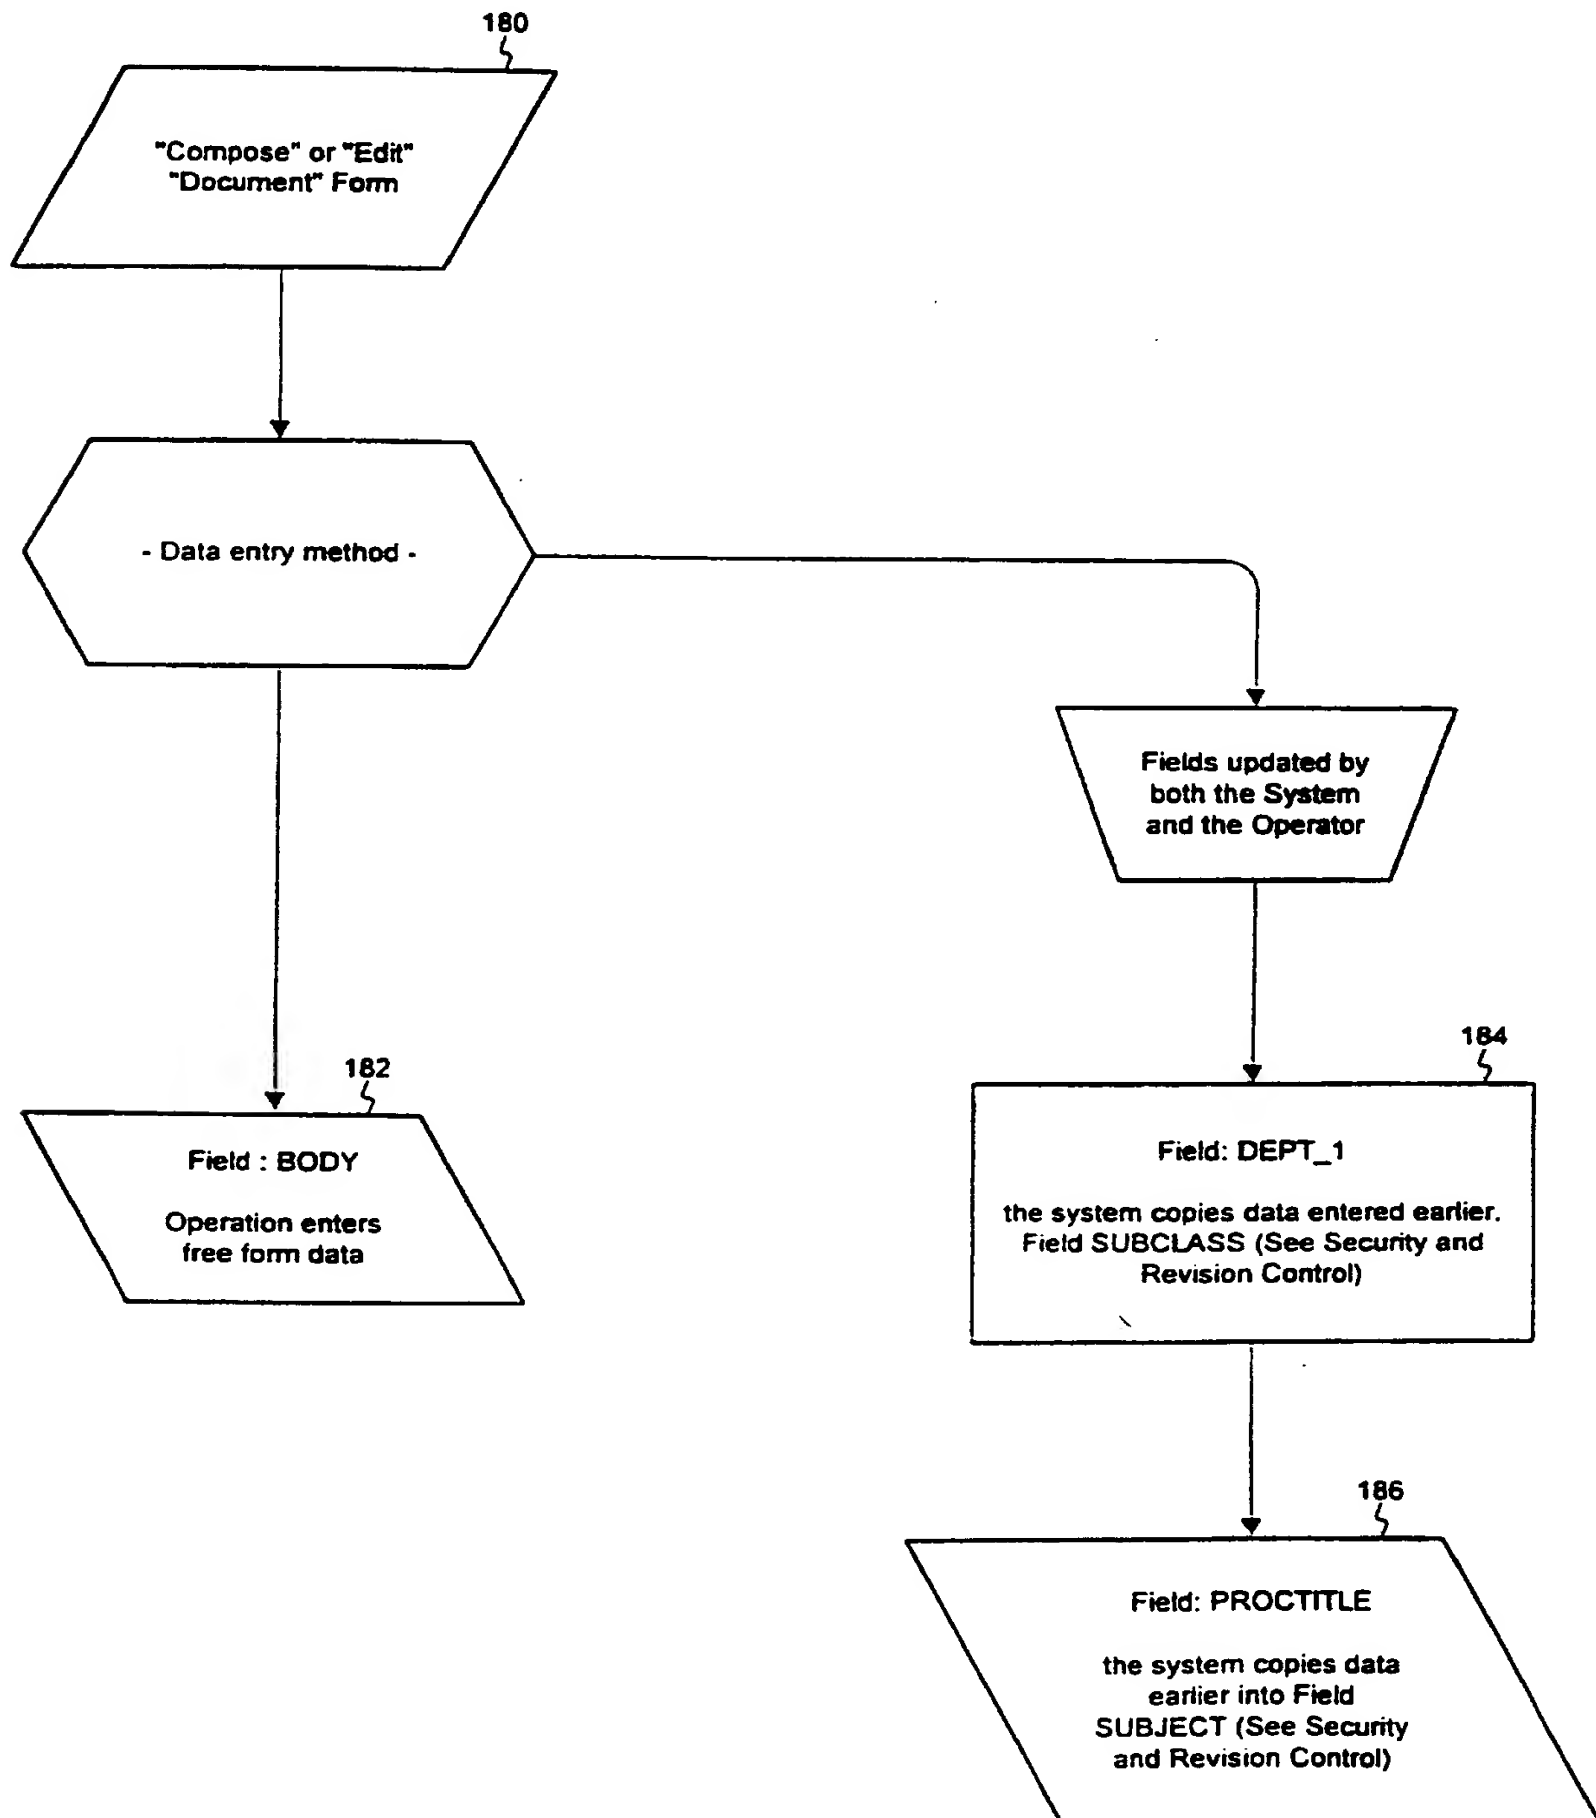 180
"Compose" or "Edit"
"Document" Form
- Data entry method -
Fields updated by
both the System
and the Operator
182
Field : BODY
Operation enters
free form data
184
Field: DEPT_1
the system copies data entered earlier.
Field SUBCLASS (See Security and
Revision Control)
186
Field: PROCTITLE
the system copies data
earlier into Field
SUBJECT (See Security
and Revision Control)